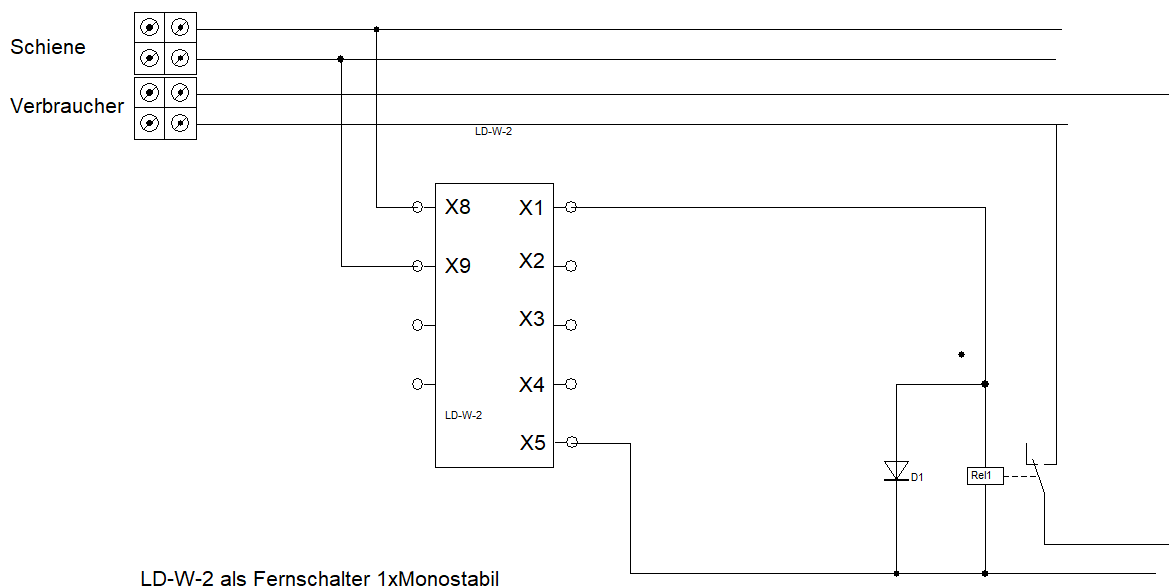 Schiene
Verbraucher
LD-W-2
X8 X1
X9 X2
X3
X4
LD-W-2
X5
D1
Rel1
LD-W-2 als Fernschalter 1xMonostabil